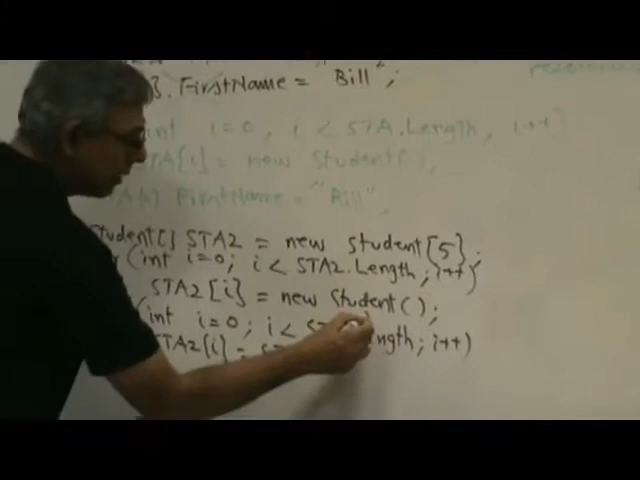 3. FirstName = "Bill";
int i=0, i < STA.Length, i++)
STA[i] = new Student(),
FirstName = "Bill",
Student[] STA2 = new Student[5];
(int i=0; i < STA2.Length; i++)
STA2[i] = new Student();
(int i=0; i < ngth; i++)
STA2[i] =